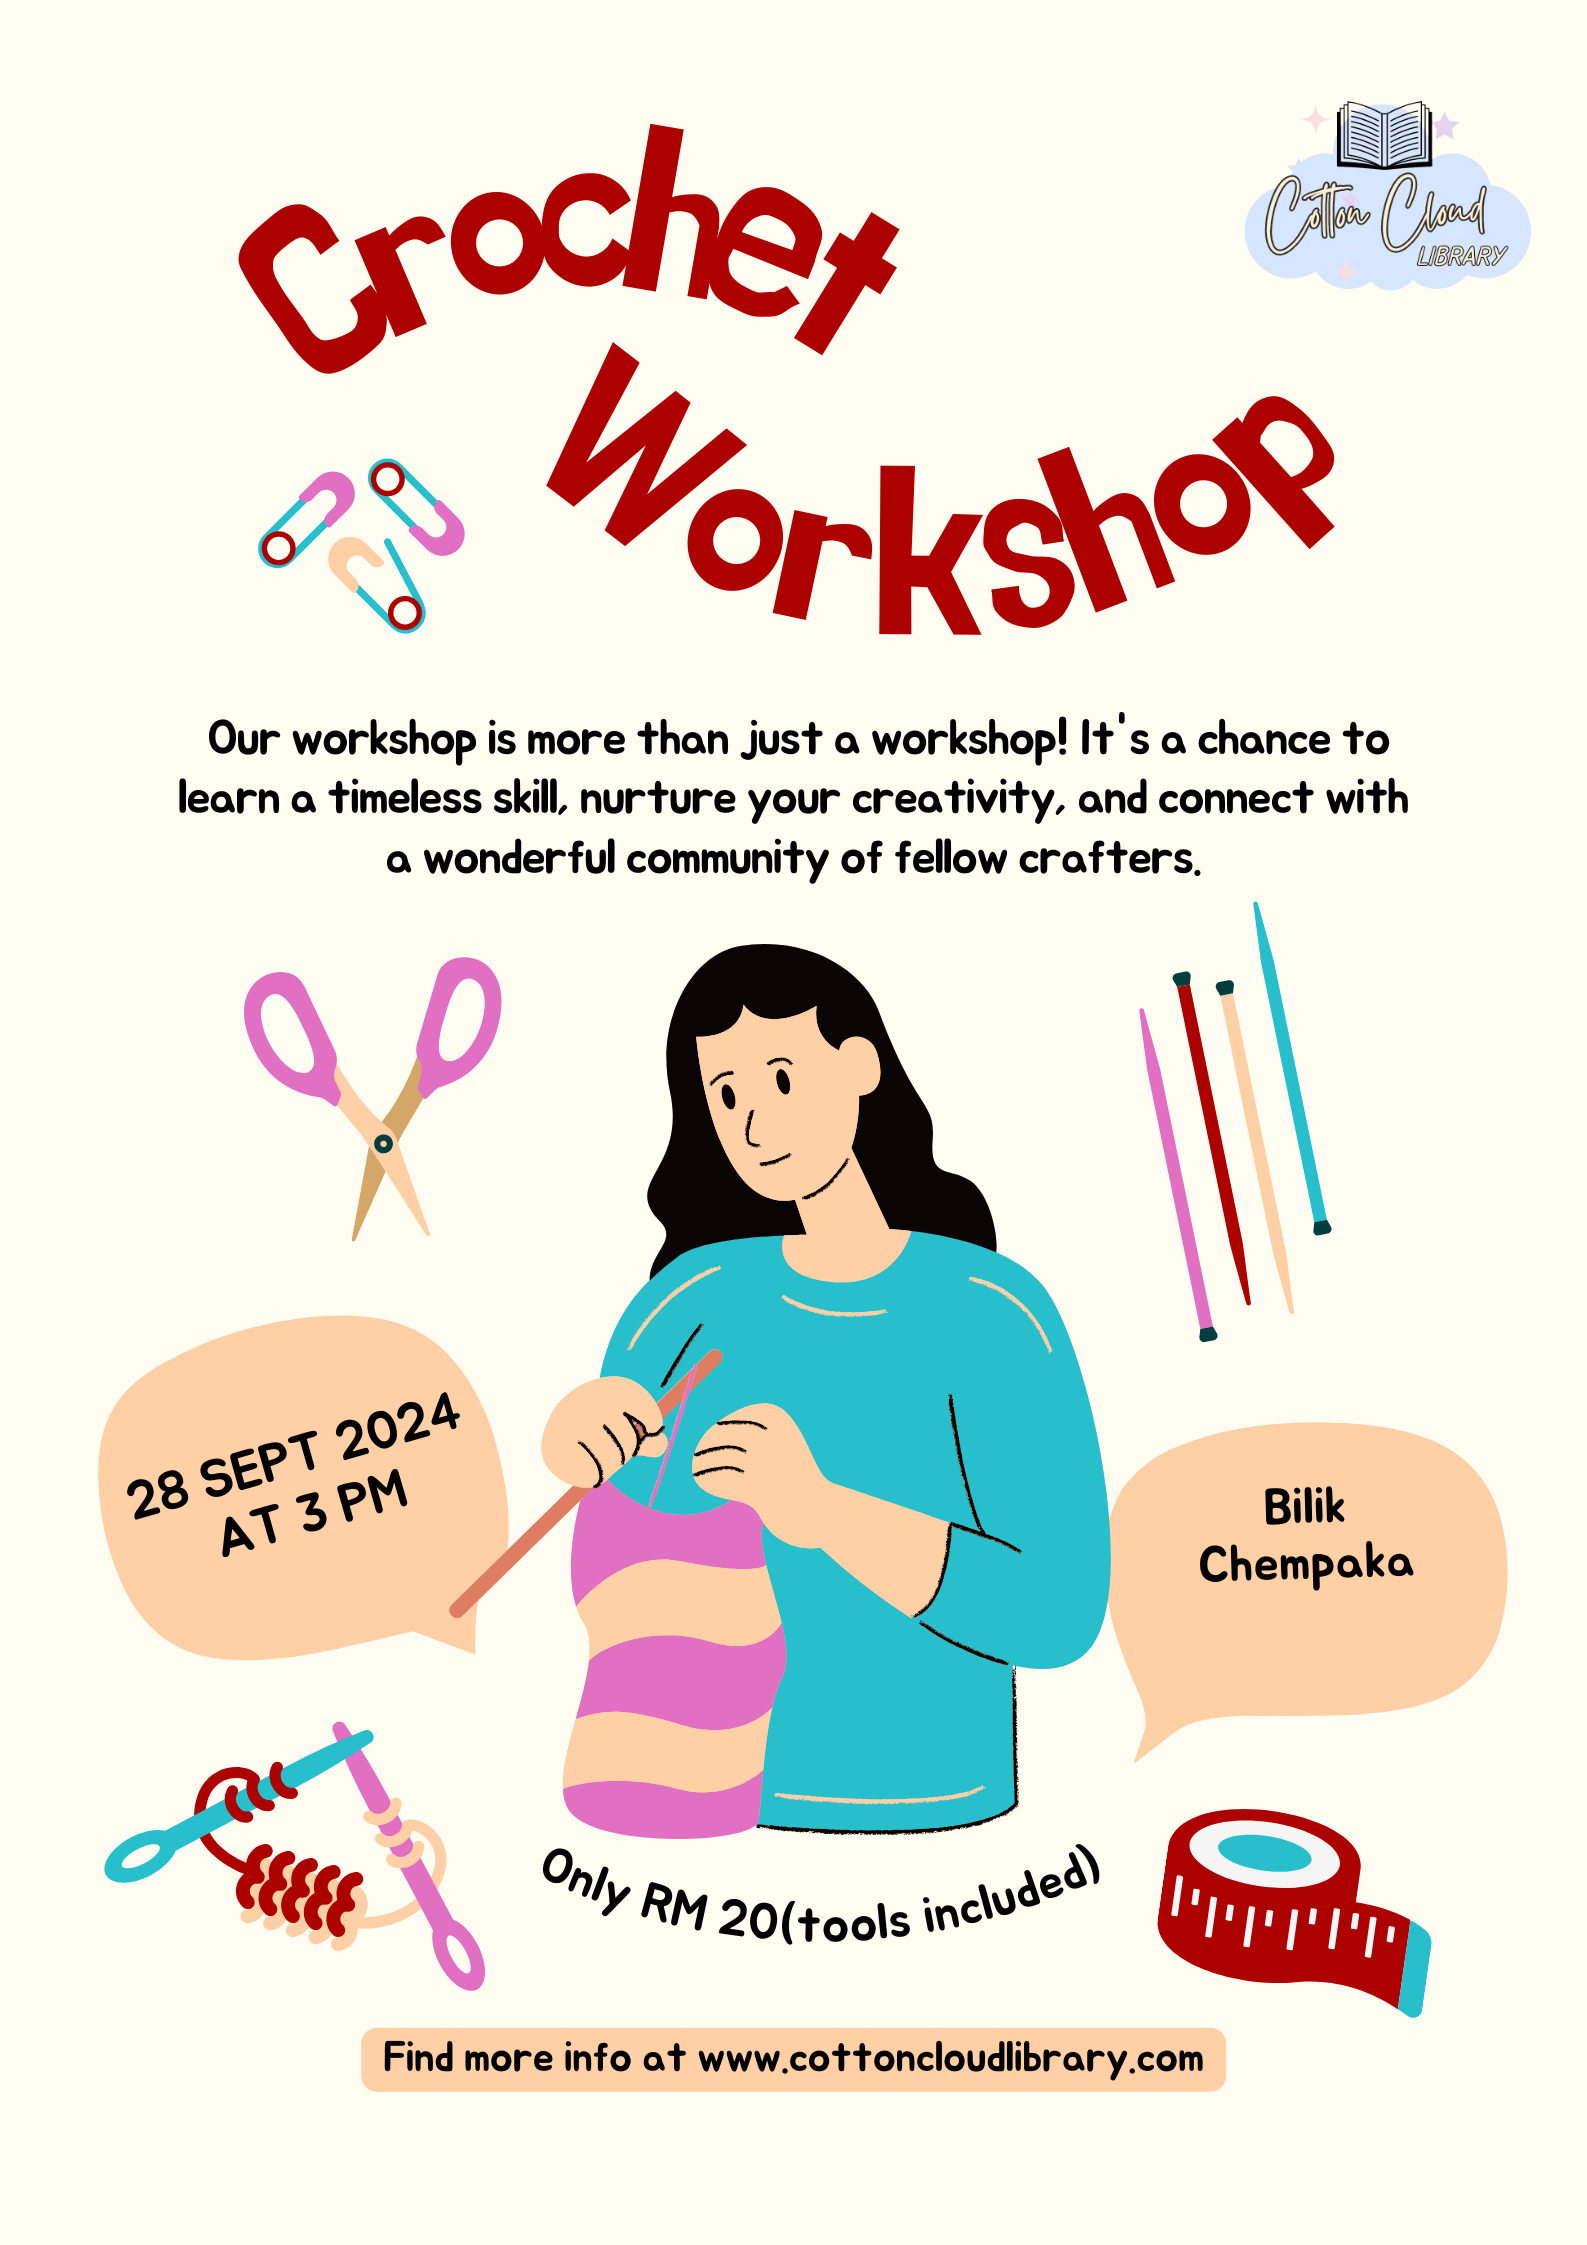 Cotton Cloud
LIBRARY
Crochet
Workshop
Our workshop is more than just a workshop! It's a chance to
learn a timeless skill, nurture your creativity, and connect with
a wonderful community of fellow crafters.
28 SEPT 2024
AT 3 PM
Bilik
Chempaka
Only RM 20(tools included)
Find more info at www.cottoncloudlibrary.com